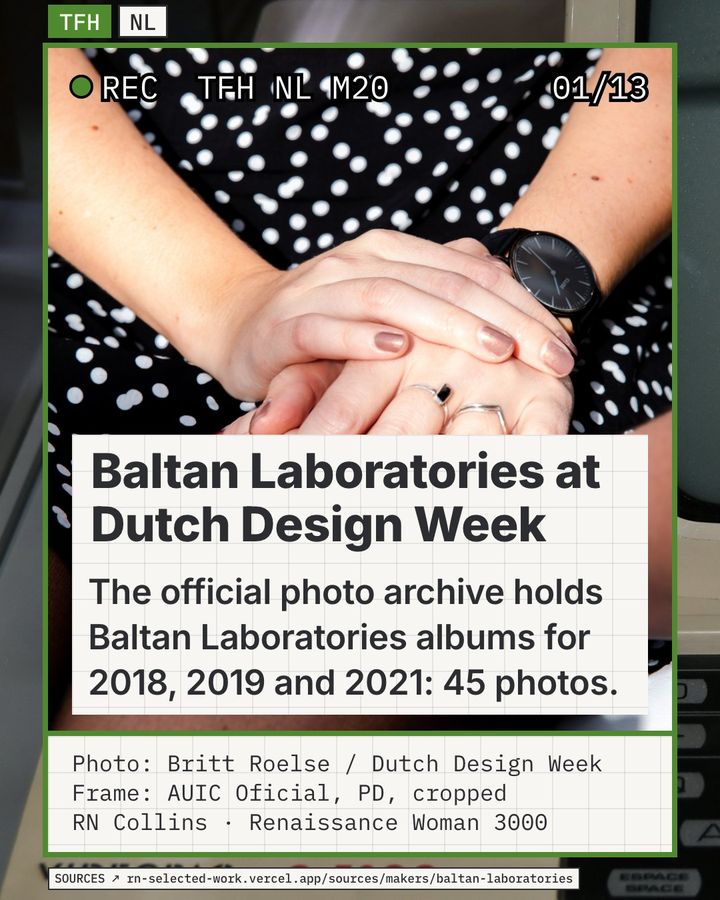 TFH NL
REC TFH NL M20 01/13
Baltan Laboratories at
Dutch Design Week
The official photo archive holds
Baltan Laboratories albums for
2018, 2019 and 2021: 45 photos.
Photo: Britt Roelse / Dutch Design Week
Frame: AUIC Oficial, PD, cropped
RN Collins · Renaissance Woman 3000
ESPACE
SPACE
SOURCES ↗ rn-selected-work.vercel.app/sources/makers/baltan-laboratories